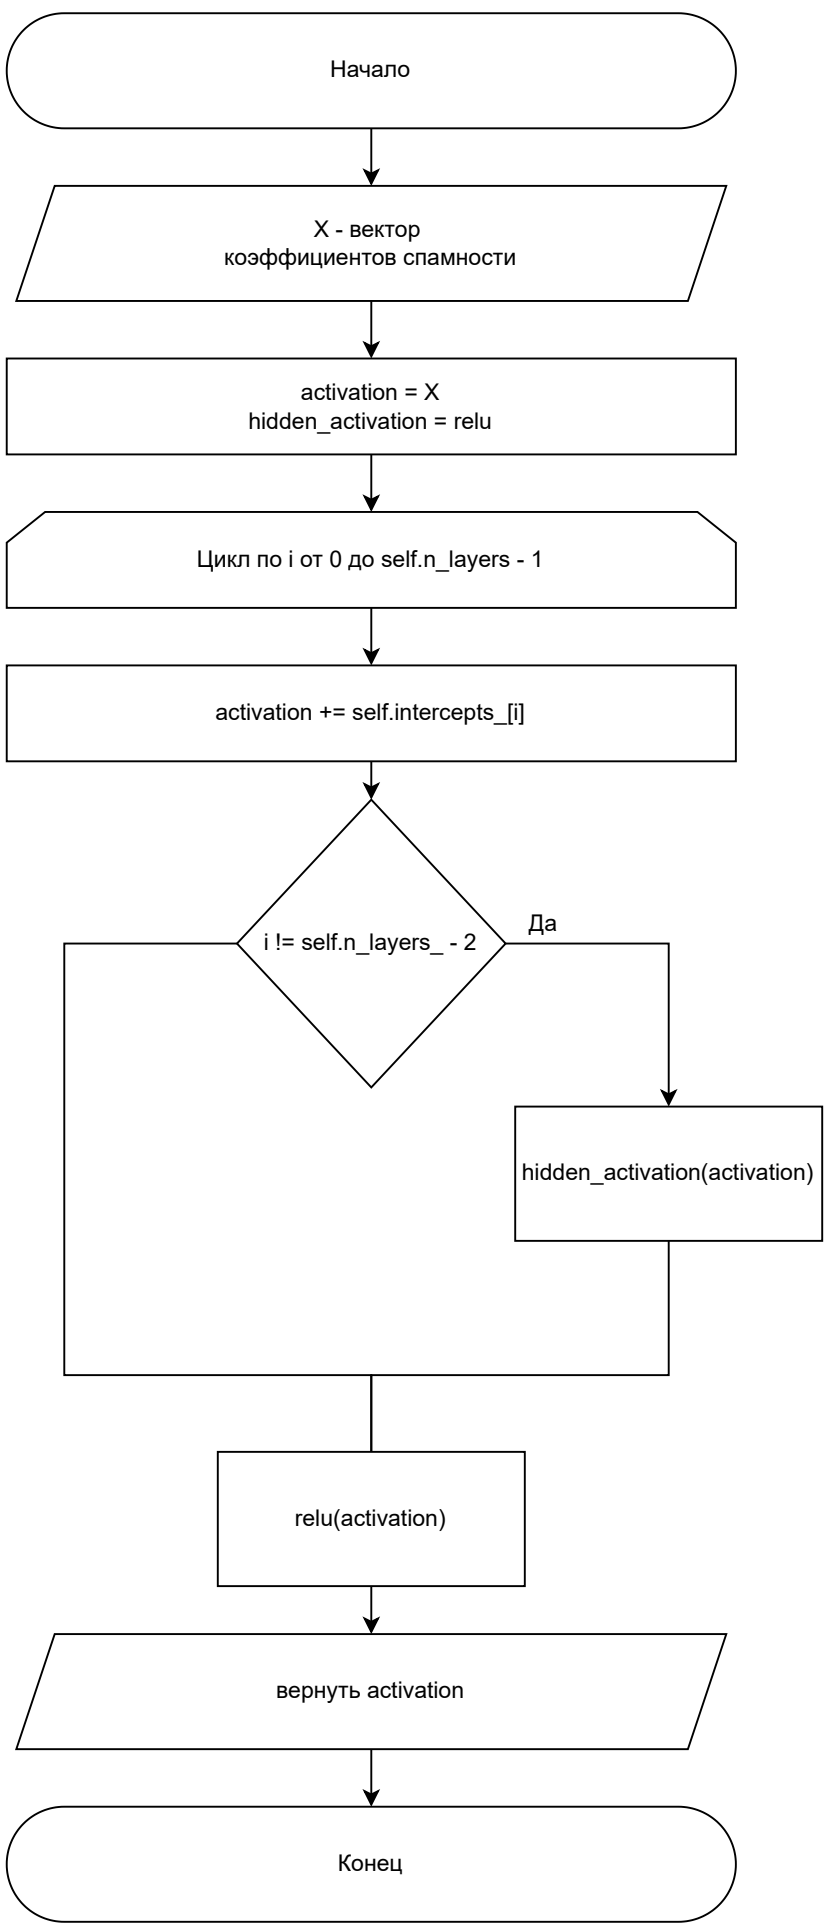 Начало
X - вектор
коэффициентов спамности
activation = X
hidden_activation = relu
Цикл по i от 0 до self.n_layers - 1
activation += self.intercepts_[i]
i != self.n_layers_ - 2
Да
hidden_activation(activation)
relu(activation)
вернуть activation
Конец